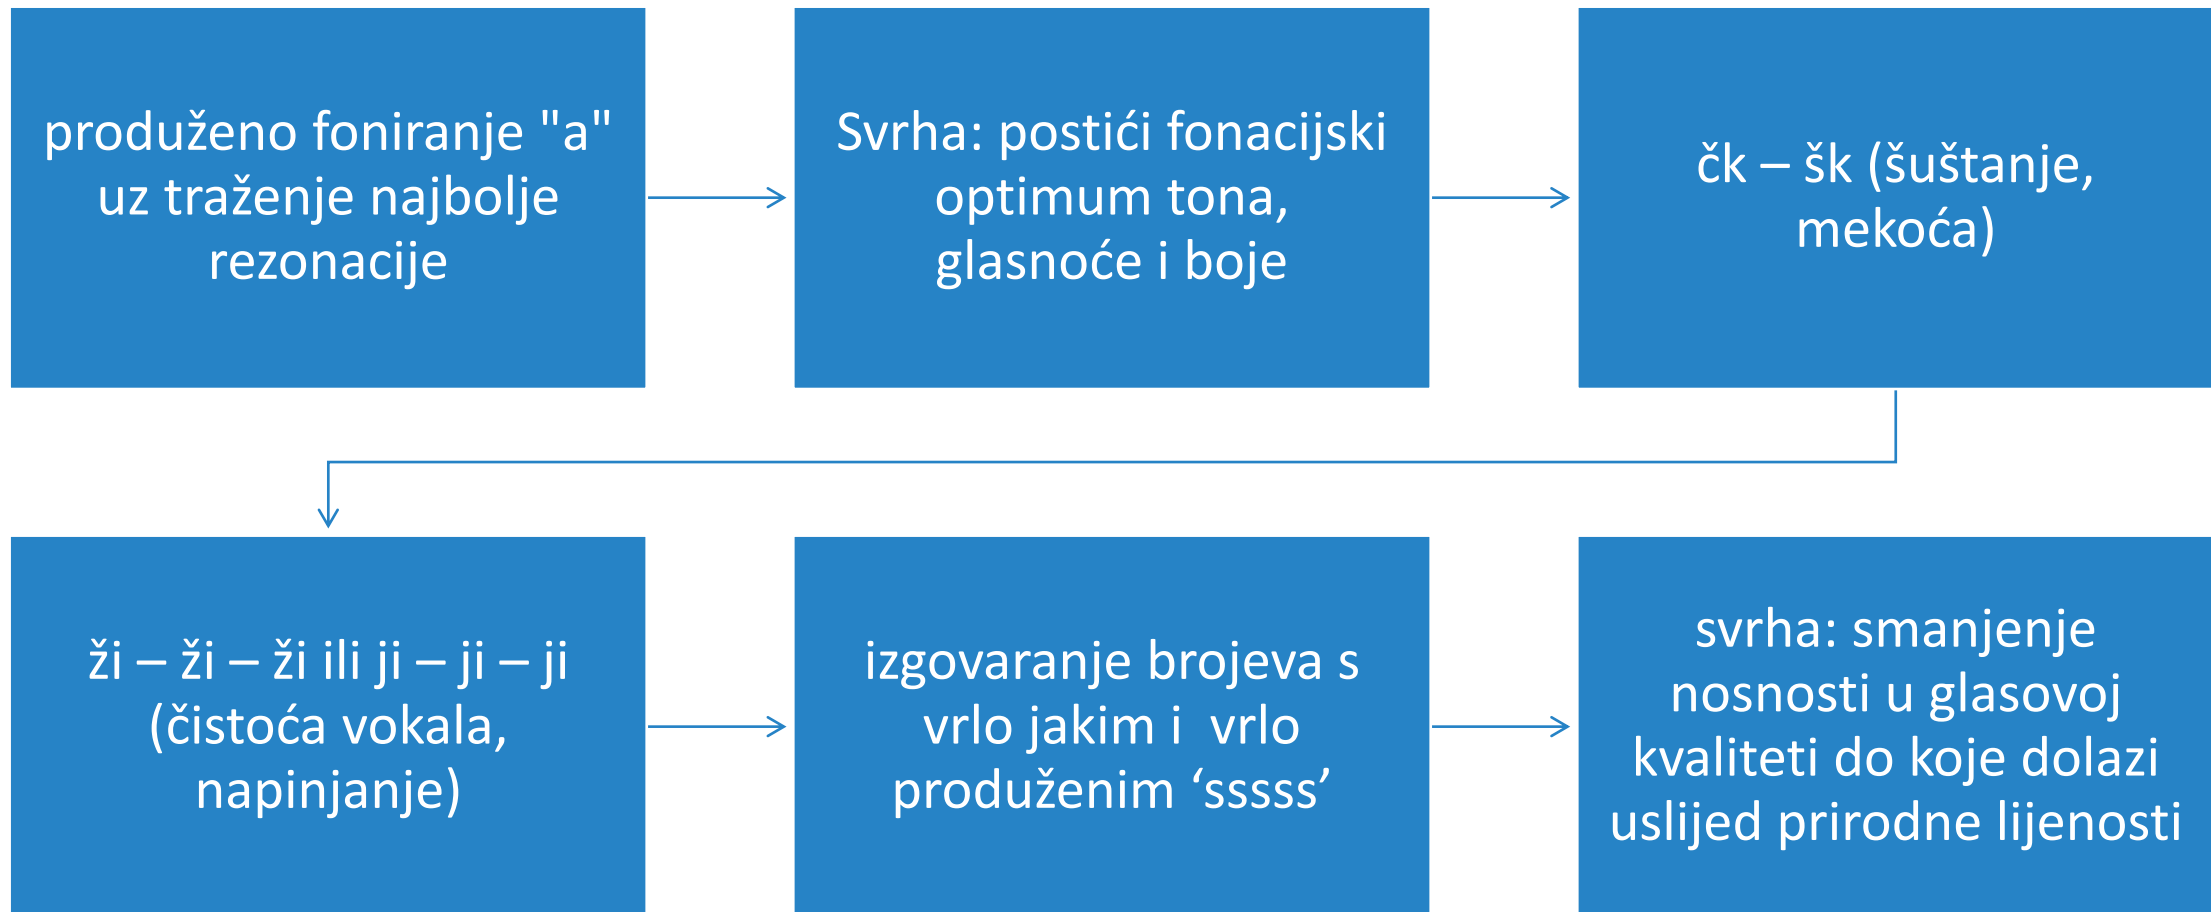 produženo foniranje "a"
uz traženje najbolje
rezonacije
Svrha: postići fonacijski
optimum tona,
glasnoće i boje
čk – šk (šuštanje,
mekoća)
ži – ži – ži ili ji – ji – ji
(čistoća vokala,
napinjanje)
izgovaranje brojeva s
vrlo jakim i  vrlo
produženim ‘sssss’
svrha: smanjenje
nosnosti u glasovoj
kvaliteti do koje dolazi
uslijed prirodne lijenosti